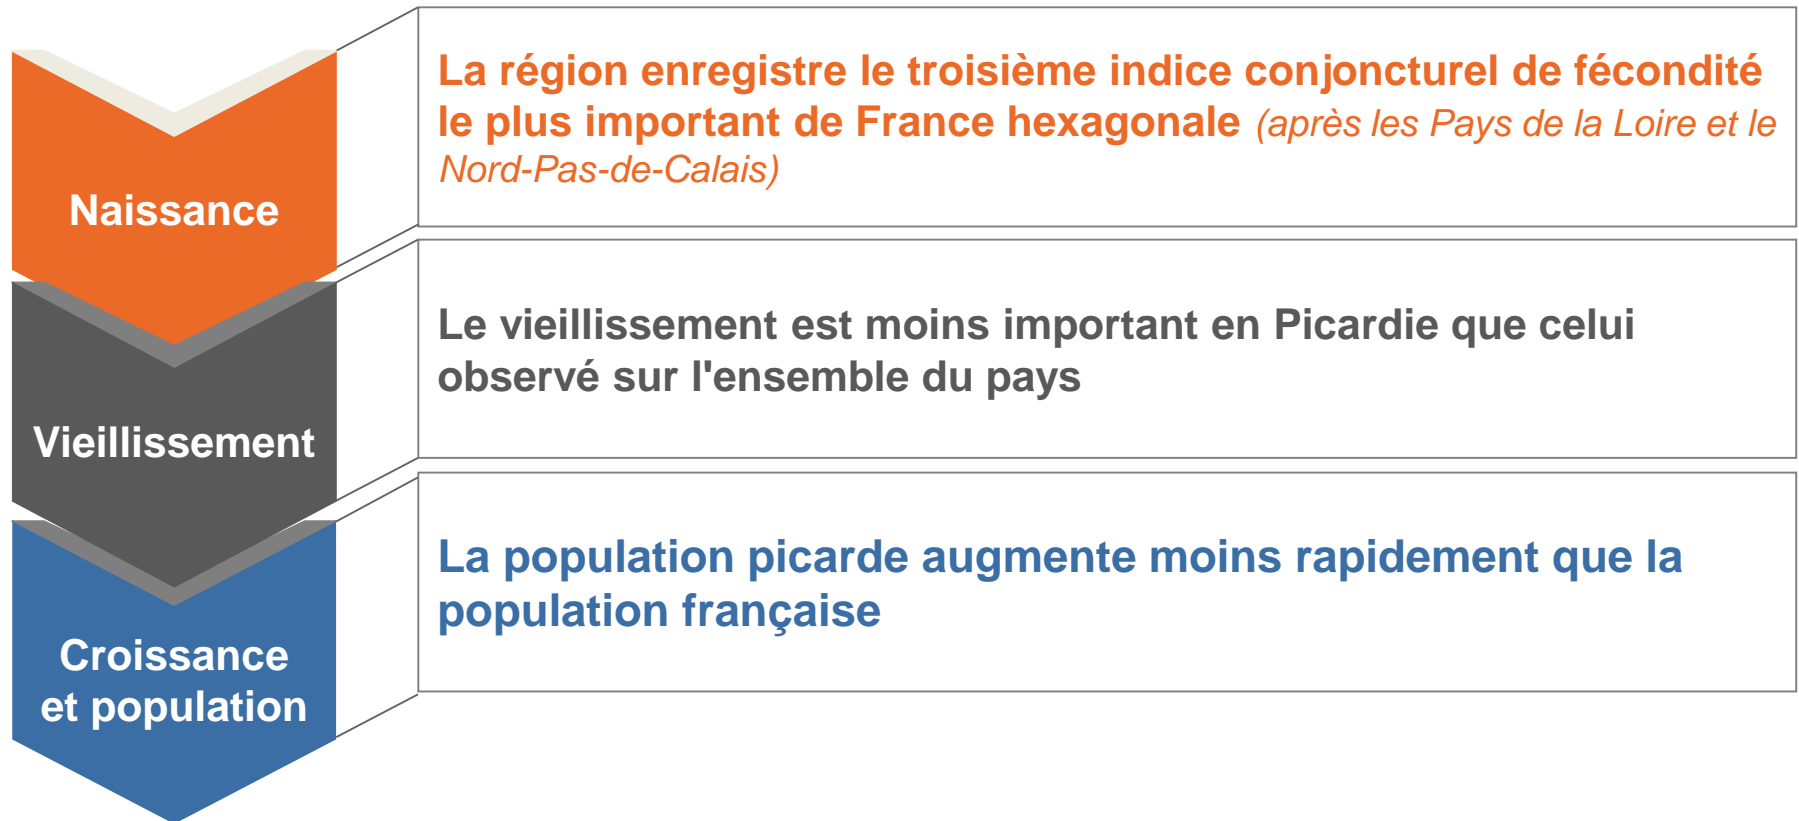 Naissance
La région enregistre le troisième indice conjoncturel de fécondité
le plus important de France hexagonale (après les Pays de la Loire et le
Nord-Pas-de-Calais)
Vieillissement
Le vieillissement est moins important en Picardie que celui
observé sur l'ensemble du pays
Croissance
et population
La population picarde augmente moins rapidement que la
population française